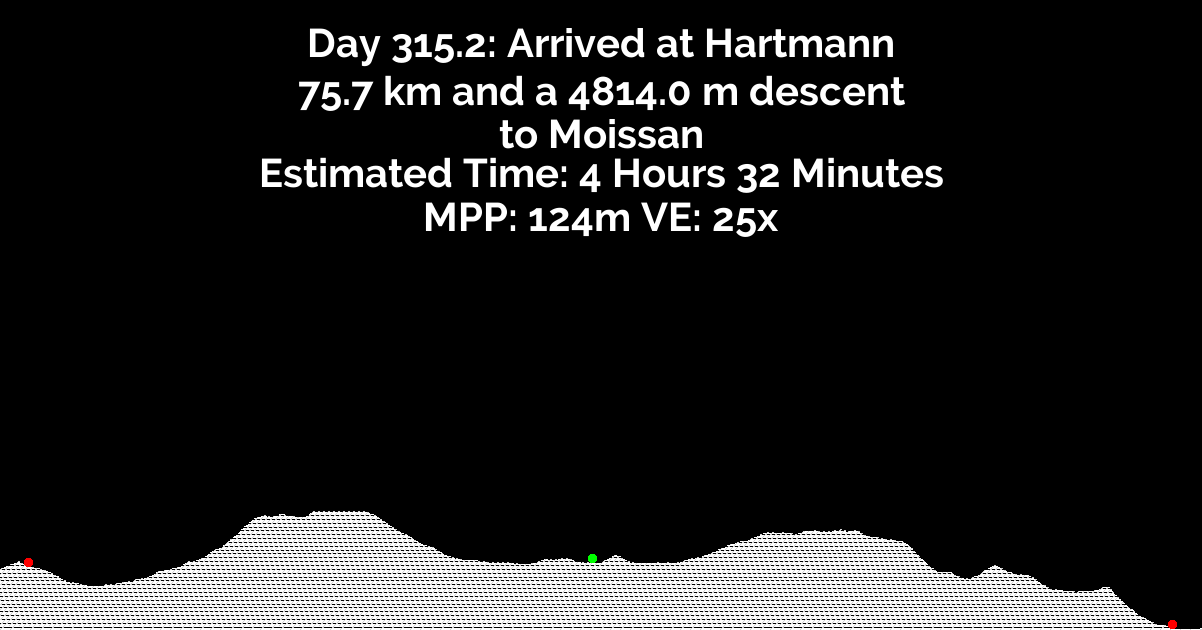 Day 315.2: Arrived at Hartmann
75.7 km and a 4814.0 m descent
to Moissan
Estimated Time: 4 Hours 32 Minutes
MPP: 124m VE: 25x